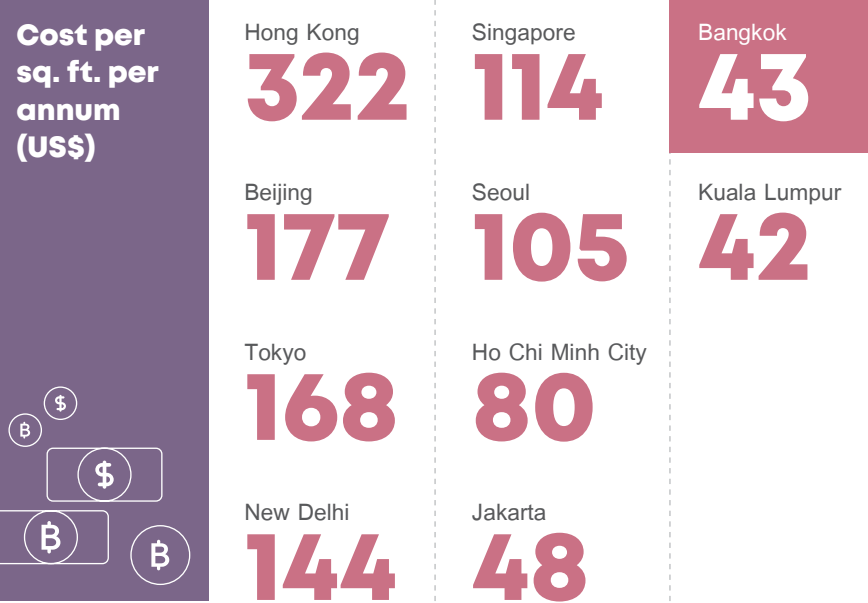 Cost per
sq. ft. per
annum
(US$)
Hong Kong
322
Beijing
177
Tokyo
168
New Delhi
144
Singapore
114
Seoul
105
Ho Chi Minh City
80
Jakarta
48
Bangkok
43
Kuala Lumpur
42
$
฿
$
฿
฿